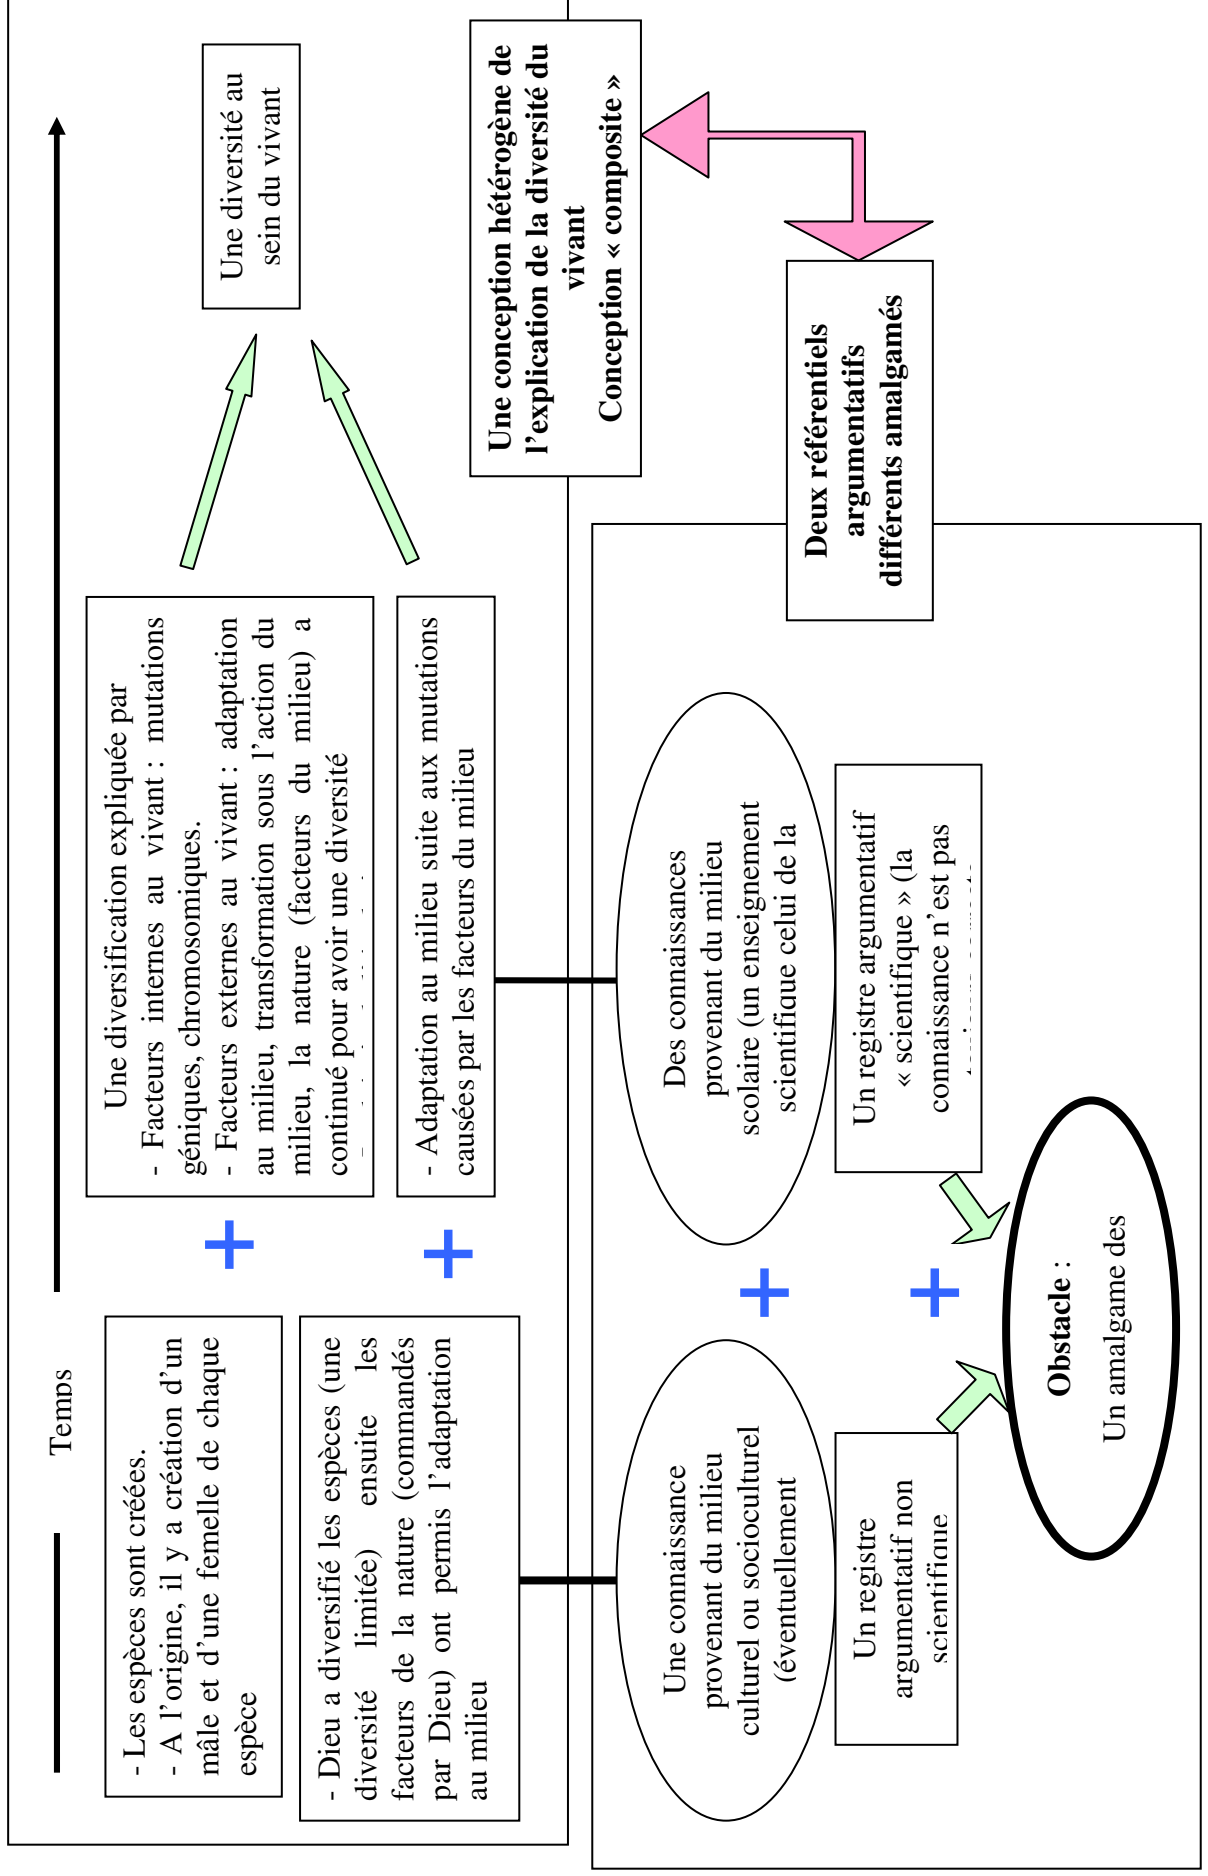 Temps
- Les espèces sont créées.
- A l'origine, il y a création d'un
mâle et d'une femelle de chaque
espèce
Une diversification expliquée par
- Facteurs internes au vivant : mutations
géniques, chromosomiques.
- Facteurs externes au vivant : adaptation
au milieu, transformation sous l'action du
milieu, la nature (facteurs du milieu) a
continué pour avoir une diversité
Une diversité au
sein du vivant
- Dieu a diversifié les espèces (une
diversité limitée) ensuite les
facteurs de la nature (commandés
par Dieu) ont permis l'adaptation
au milieu
- Adaptation au milieu suite aux mutations
causées par les facteurs du milieu
Une conception hétérogène de
l'explication de la diversité du
vivant
Conception « composite »
Une connaissance
provenant du milieu
culturel ou socioculturel
(éventuellement
Des connaissances
provenant du milieu
scolaire (un enseignement
scientifique celui de la
Deux référentiels
argumentatifs
différents amalgamés
Un registre
argumentatif non
scientifique
Un registre argumentatif
« scientifique » (la
connaissance n'est pas
Obstacle :
Un amalgame des